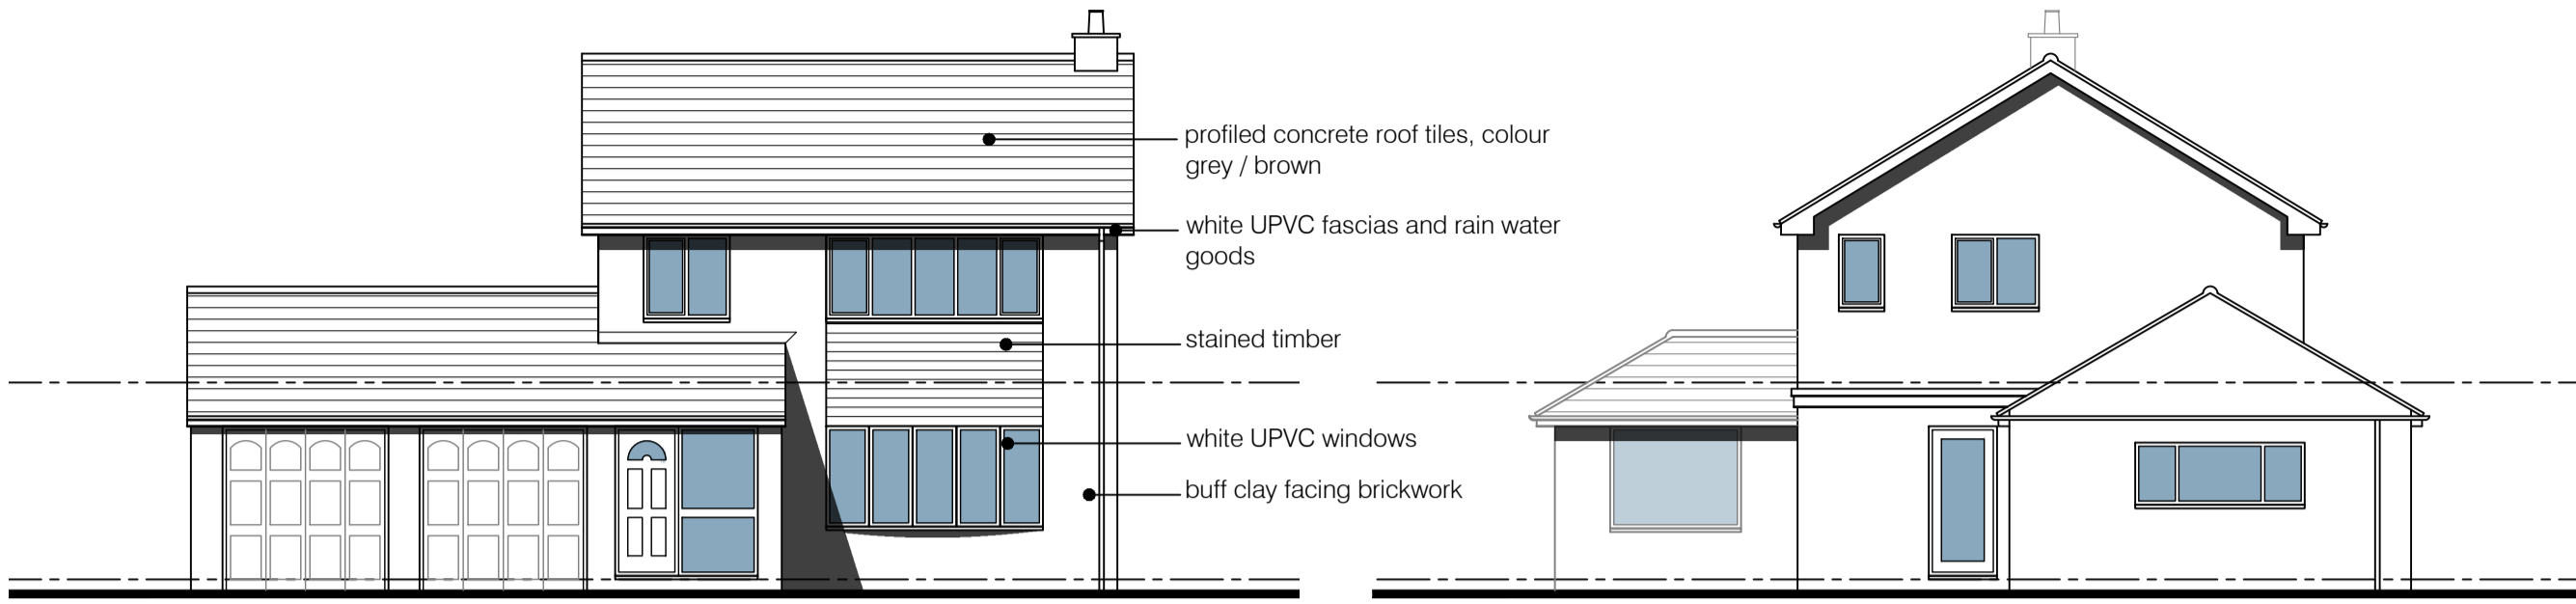 profiled concrete roof tiles, colour
grey / brown
white UPVC fascias and rain water
goods
stained timber
white UPVC windows
buff clay facing brickwork